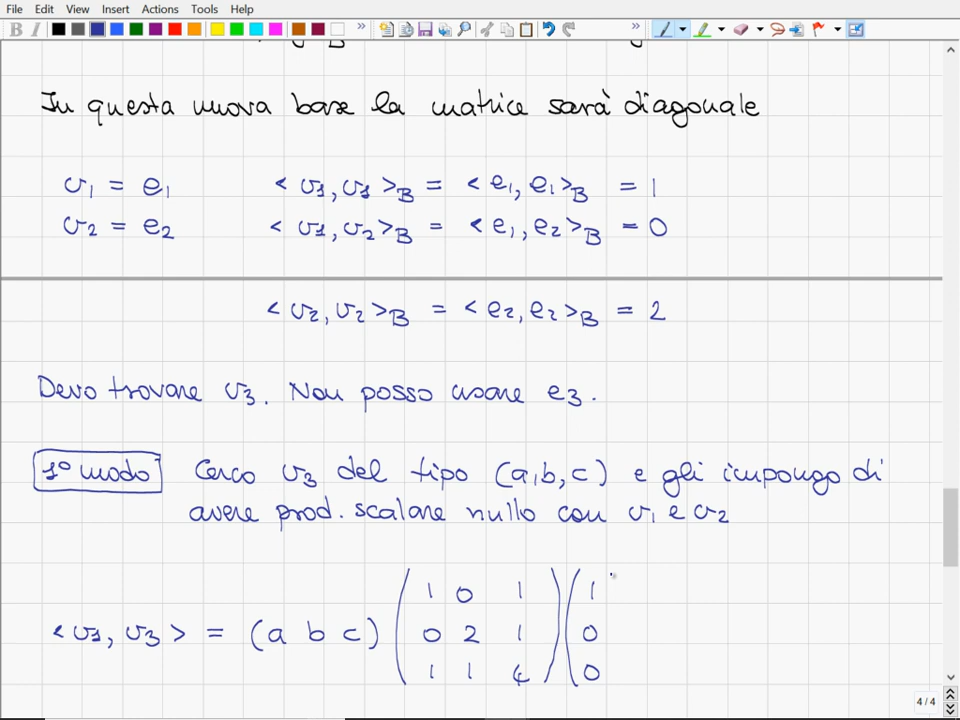 File Edit View Insert Actions Tools Help
B I
In questa nuova base la matrice sarà diagonale
v1 = e1 < v1, v1 >B = < e1, e1 >B = 1
v2 = e2 < v1, v2 >B = < e1, e2 >B = 0
< v2, v2 >B = < e2, e2 >B = 2
Devo trovare v3. Non posso usare e3.
1° modo Cerco v3 del tipo (a,b,c) e gli impongo di
avere prod. scalare nullo con v1 e v2
1 0 1 1
< v1, v3 > = (a b c) 0 2 1 0
1 1 4 0
4/4